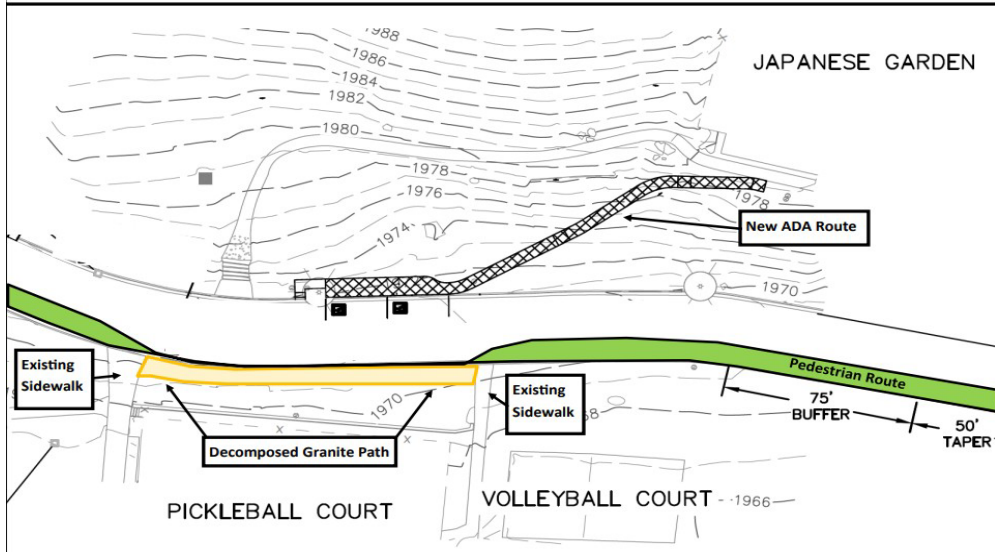 1988
1986
1984
1982
1980
1978
1976
1974
JAPANESE GARDEN
1978
New ADA Route
1970
Existing
Sidewalk
Existing
Sidewalk
1970
Decomposed Granite Path
Pedestrian Route
75'
BUFFER
50'
TAPER
PICKLEBALL COURT
VOLLEYBALL COURT
1966